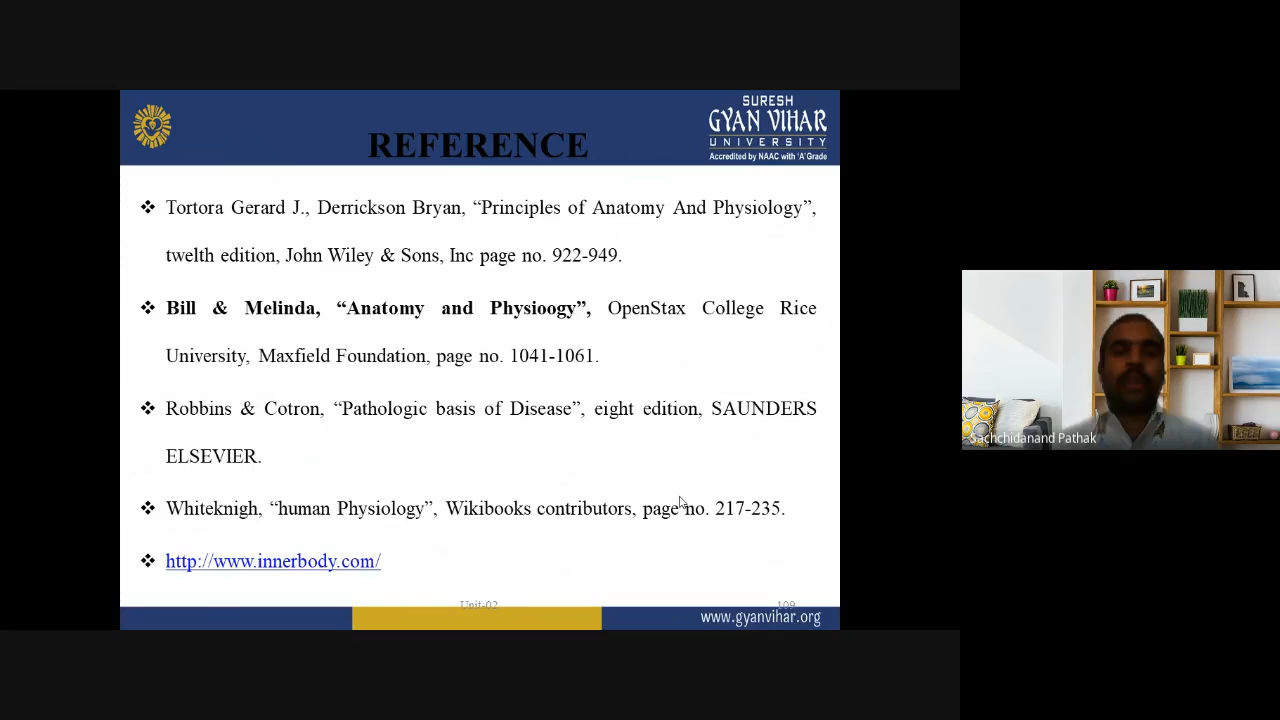 SURESH
GYAN VIHAR
UNIVERSITY
Accredited by NAAC with 'A' Grade
REFERENCE
❖ Tortora Gerard J., Derrickson Bryan, “Principles of Anatomy And Physiology”,
twelth edition, John Wiley & Sons, Inc page no. 922-949.
❖ Bill & Melinda, “Anatomy and Physioogy”, OpenStax College Rice
University, Maxfield Foundation, page no. 1041-1061.
❖ Robbins & Cotron, “Pathologic basis of Disease”, eight edition, SAUNDERS
ELSEVIER.
❖ Whiteknigh, “human Physiology”, Wikibooks contributors, page no. 217-235.
❖ http://www.innerbody.com/
Unit-02
109
www.gyanvihar.org
Sachchidanand Pathak